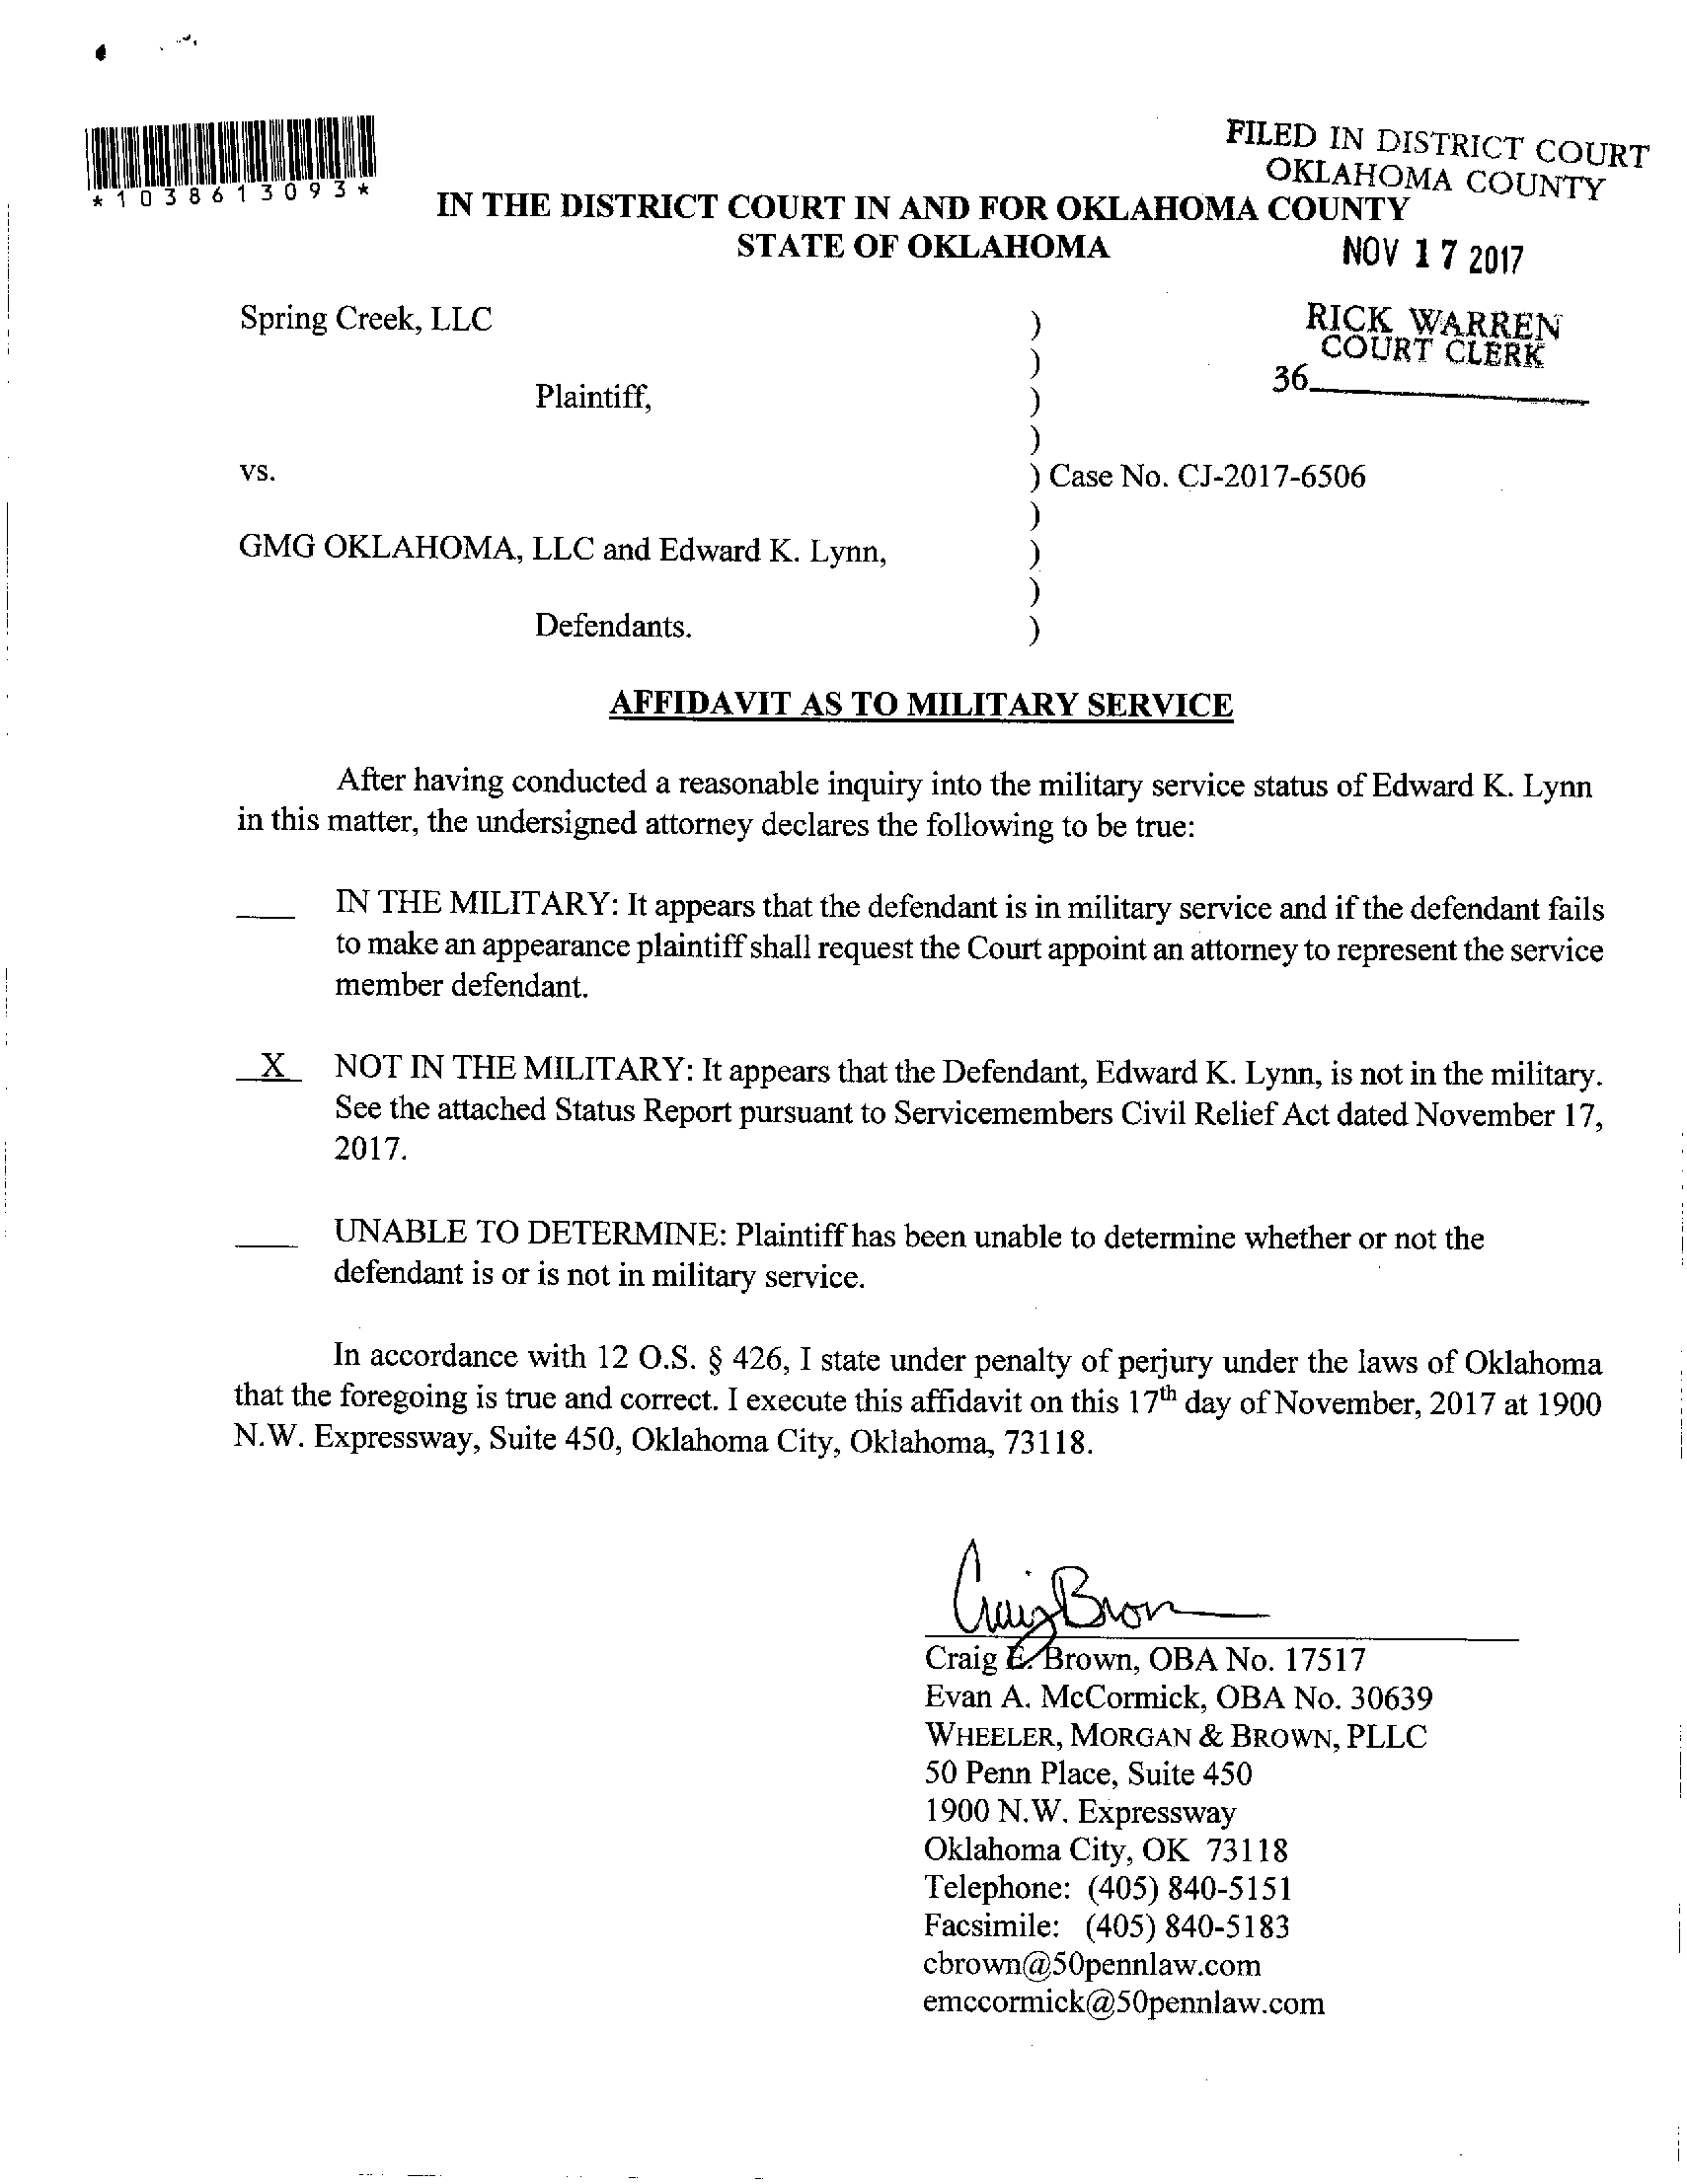 *1038613093*
FILED IN DISTRICT COURT
OKLAHOMA COUNTY
IN THE DISTRICT COURT IN AND FOR OKLAHOMA COUNTY
STATE OF OKLAHOMA
NOV 17 2017
Spring Creek, LLC )
RICK WARREN
COURT CLERK
)
36
Plaintiff, )
)
vs. ) Case No. CJ-2017-6506
)
GMG OKLAHOMA, LLC and Edward K. Lynn, )
)
Defendants. )
AFFIDAVIT AS TO MILITARY SERVICE
After having conducted a reasonable inquiry into the military service status of Edward K. Lynn
in this matter, the undersigned attorney declares the following to be true:
___ IN THE MILITARY: It appears that the defendant is in military service and if the defendant fails
to make an appearance plaintiff shall request the Court appoint an attorney to represent the service
member defendant.
X NOT IN THE MILITARY: It appears that the Defendant, Edward K. Lynn, is not in the military.
See the attached Status Report pursuant to Servicemembers Civil Relief Act dated November 17,
2017.
___ UNABLE TO DETERMINE: Plaintiff has been unable to determine whether or not the
defendant is or is not in military service.
In accordance with 12 O.S. § 426, I state under penalty of perjury under the laws of Oklahoma
that the foregoing is true and correct. I execute this affidavit on this 17th day of November, 2017 at 1900
N.W. Expressway, Suite 450, Oklahoma City, Oklahoma, 73118.
Craig Brown
Craig E. Brown, OBA No. 17517
Evan A. McCormick, OBA No. 30639
WHEELER, MORGAN & BROWN, PLLC
50 Penn Place, Suite 450
1900 N.W. Expressway
Oklahoma City, OK 73118
Telephone: (405) 840-5151
Facsimile: (405) 840-5183
cbrown@50pennlaw.com
emccormick@50pennlaw.com